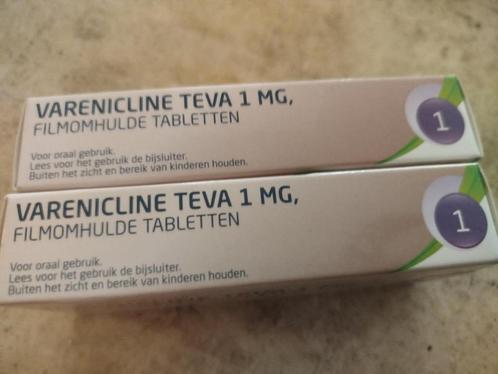 VARENICLINE TEVA 1 MG,
FILMOMHULDE TABLETTEN
Voor oraal gebruik.
Lees voor het gebruik de bijsluiter.
Buiten het zicht en bereik van kinderen houden.
1
VARENICLINE TEVA 1 MG,
FILMOMHULDE TABLETTEN
Voor oraal gebruik.
Lees voor het gebruik de bijsluiter.
Buiten het zicht en bereik van kinderen houden.
1